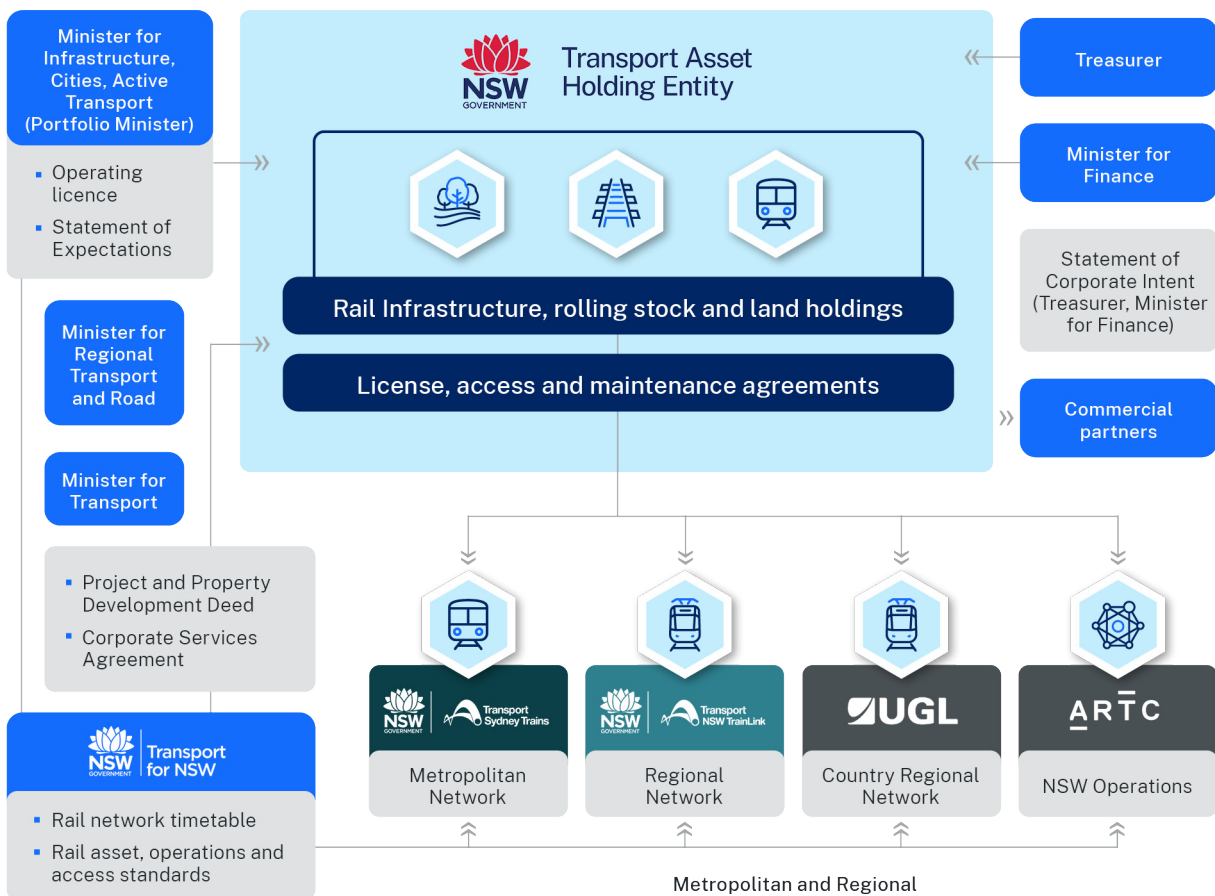 Minister for
Infrastructure,
Cities, Active
Transport
(Portfolio Minister)
Operating
licence
Statement of
Expectations
NSW
GOVERNMENT
Transport Asset
Holding Entity
Rail Infrastructure, rolling stock and land holdings
License, access and maintenance agreements
Treasurer
Minister for
Finance
Statement of
Corporate Intent
(Treasurer, Minister
for Finance)
Commercial
partners
Minister for
Regional
Transport
and Road
Minister for
Transport
Project and Property
Development Deed
Corporate Services
Agreement
NSW
GOVERNMENT
Transport
for NSW
Rail network timetable
Rail asset, operations and
access standards
NSW
GOVERNMENT
Transport
Sydney Trains
Metropolitan
Network
NSW
GOVERNMENT
Transport
NSW TrainLink
Regional
Network
UGL
Country Regional
Network
ARTC
NSW Operations
Metropolitan and Regional